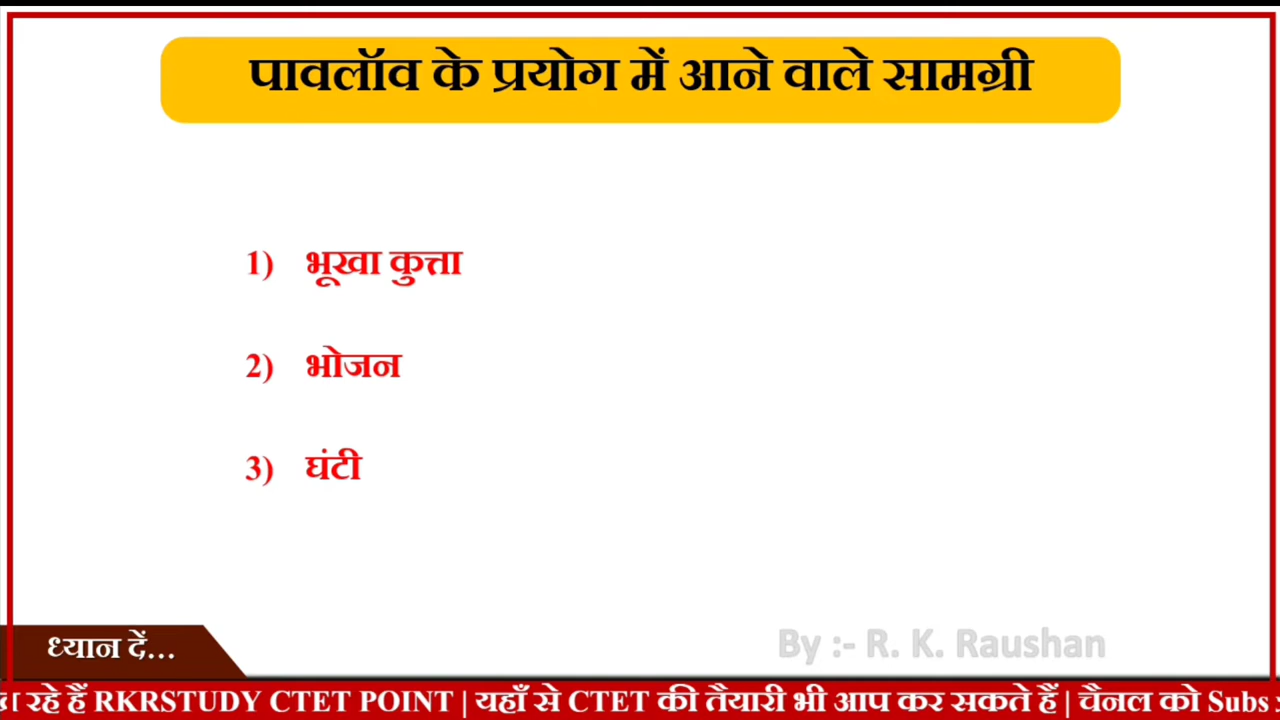 पावलॉव के प्रयोग में आने वाले सामग्री
1) भूखा कुत्ता
2) भोजन
3) घंटी
ध्यान दें...
By :- R. K. Raushan
रहे हैं RKRSTUDY CTET POINT | यहाँ से CTET की तैयारी भी आप कर सकते हैं | चैनल को Subs